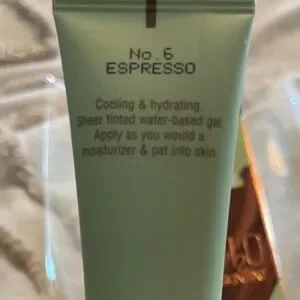 No.6
ESPRESSO
Cooling & hydrating.
Sheer tinted water-based gel.
Apply as you would a
moisturizer & pat into skin.